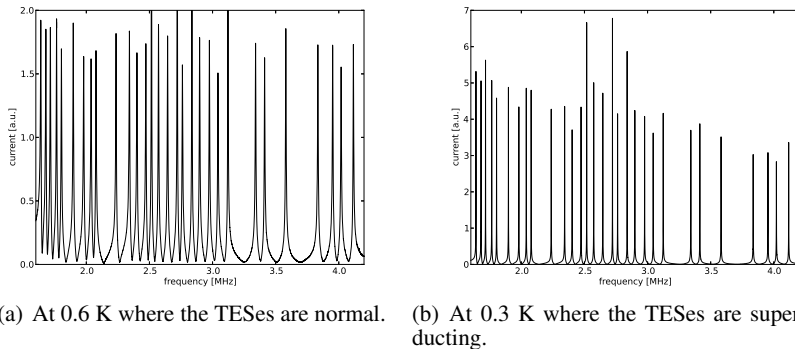 2.0
1.5
1.0
0.5
0.0
current [a.u.]
2.0 2.5 3.0 3.5 4.0
frequency [MHz]
7
6
5
4
3
2
1
0
current [a.u.]
2.0 2.5 3.0 3.5 4.0
frequency [MHz]
a) At 0.6 K where the TESes are normal.
(b) At 0.3 K where the TESes are super
ducting.